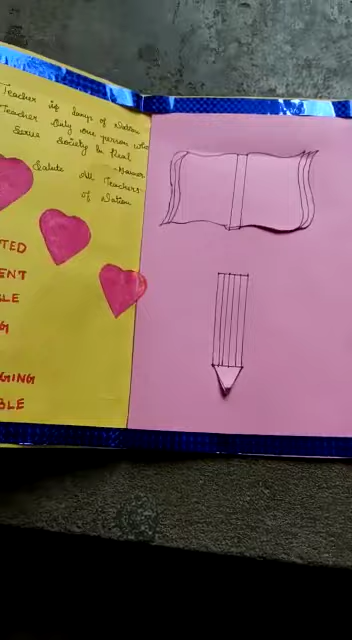 Teacher is lamps of Nation
Teacher Only one person who
Serve Society In Real
Manner
Salute All Teachers
of Nation
TED
ENT
LE
G
GING
BLE